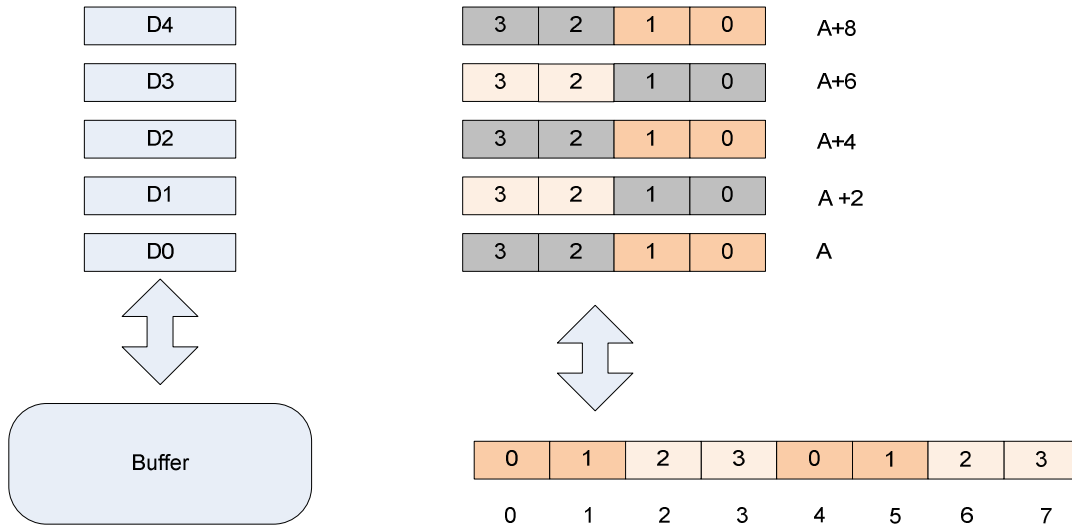 D4 3 2 1 0 A+8
D3 3 2 1 0 A+6
D2 3 2 1 0 A+4
D1 3 2 1 0 A +2
D0 3 2 1 0 A
Buffer 0 1 2 3 0 1 2 3
0 1 2 3 4 5 6 7